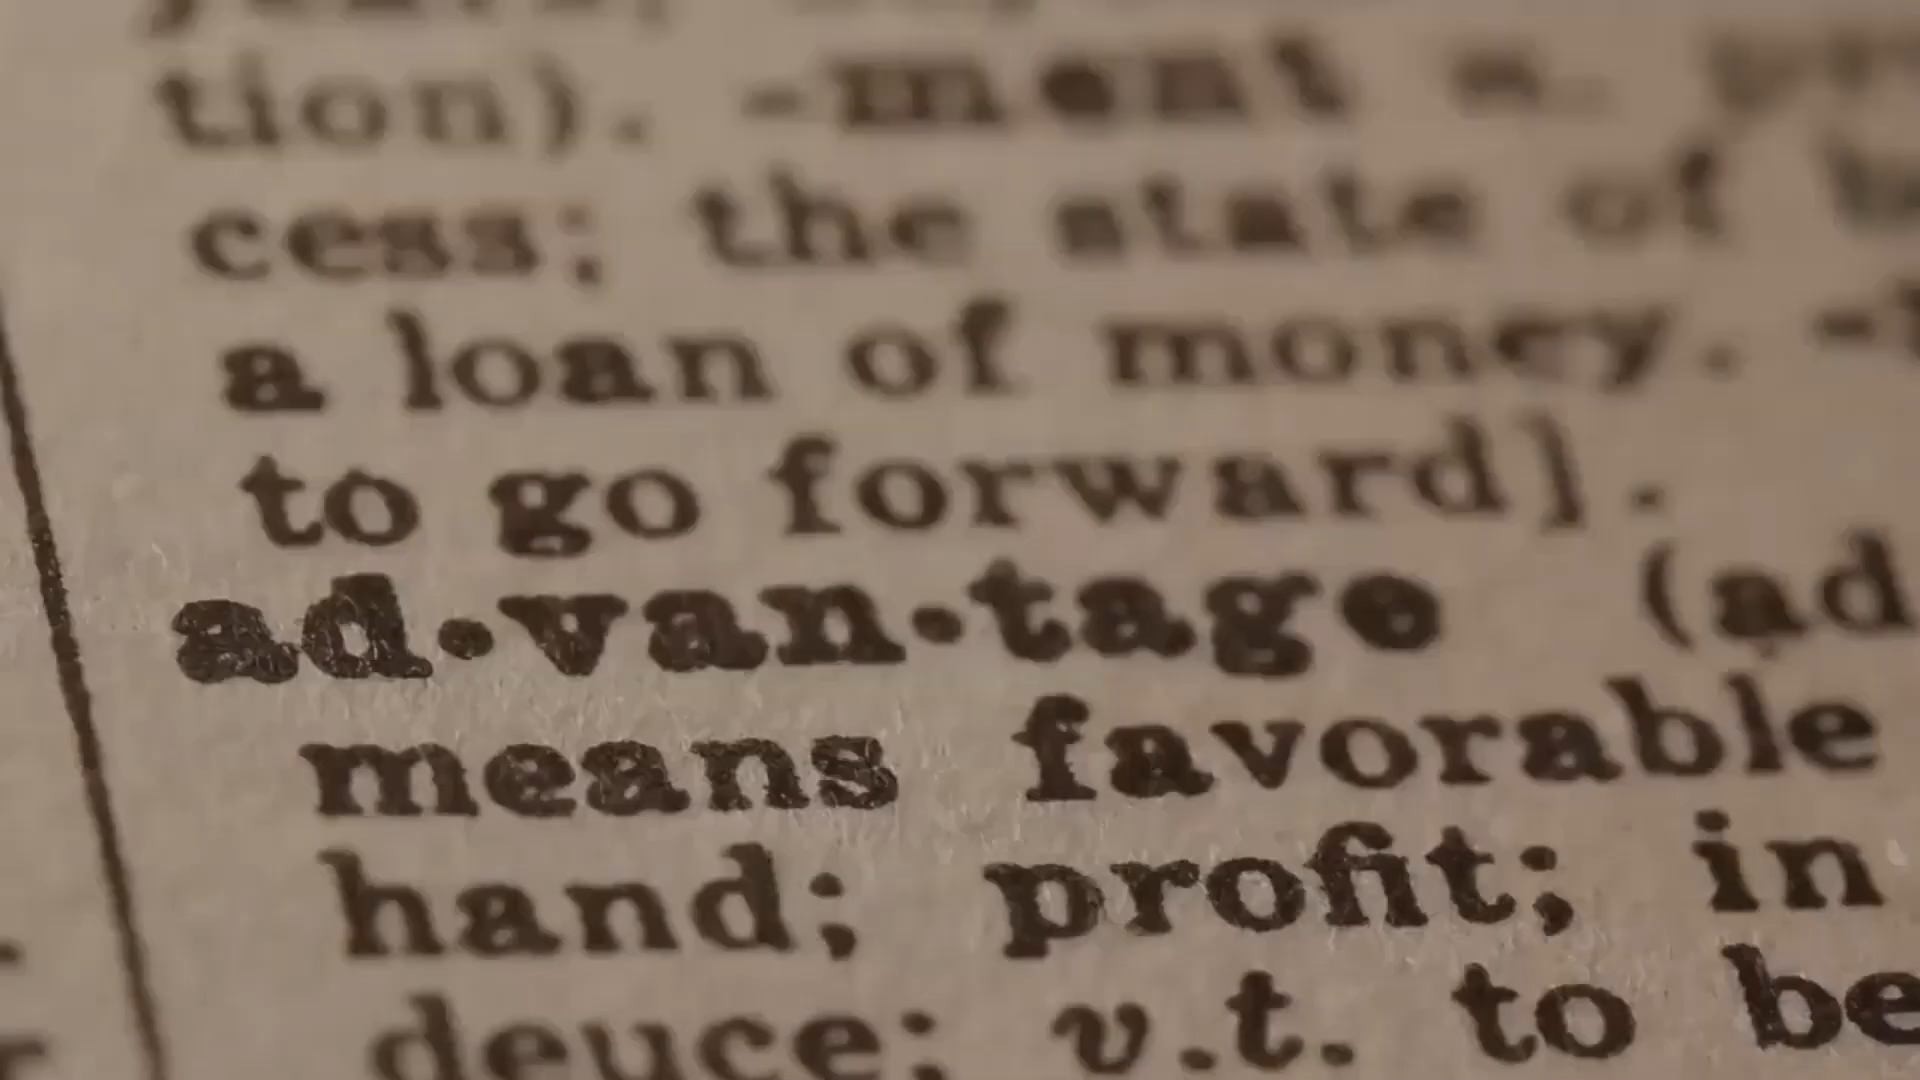 tion). -ment n.
cess; the state of
a loan of money.
to go forward].
ad·van·tage (ad
means favorable
hand; profit; in
deuce; v.t. to be